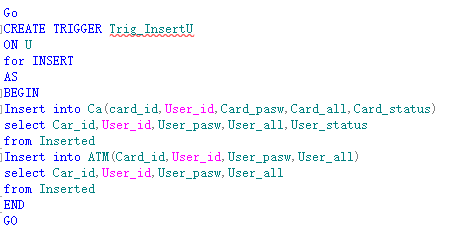 Go
CREATE TRIGGER Trig_InsertU
ON U
for INSERT
AS
BEGIN
Insert into Ca(card_id,User_id,Card_pasw,Card_all,Card_status)
select Car_id,User_id,User_pasw,User_all,User_status
from Inserted
Insert into ATM(Card_id,User_id,User_pasw,User_all)
select Car_id,User_id,User_pasw,User_all
from Inserted
END
GO